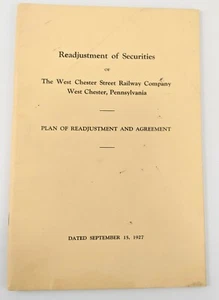 Readjustment of Securities
OF
The West Chester Street Railway Company
West Chester, Pennsylvania
PLAN OF READJUSTMENT AND AGREEMENT
DATED SEPTEMBER 15, 1927